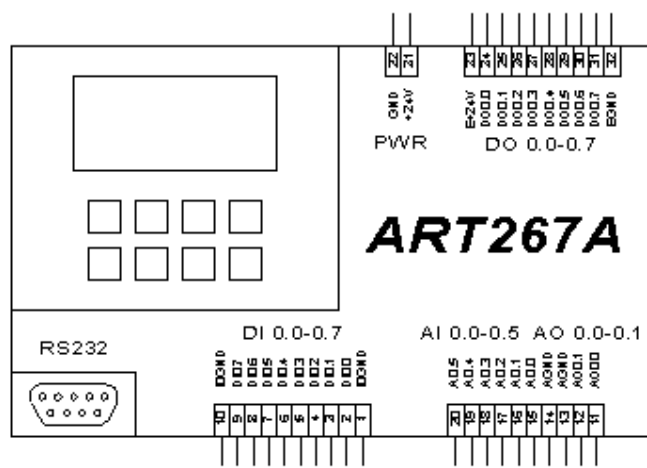 22 21 23 24 25 26 27 28 29 30 31 32
GND +24V E+24V DO0.0 DO0.1 DO0.2 DO0.3 DO0.4 DO0.5 DO0.6 DO0.7 EGND
PWR DO 0.0-0.7
ART267A
RS232
DI 0.0-0.7 AI 0.0-0.5 AO 0.0-0.1
DGND DI0.7 DI0.6 DI0.5 DI0.4 DI0.3 DI0.2 DI0.1 DI0.0 DGND
AI0.5 AI0.4 AI0.3 AI0.2 AI0.1 AI0.0 AGND AGND AO0.1 AO0.0
10 9 8 7 6 5 4 3 2 1
20 19 18 17 16 15 14 13 12 11